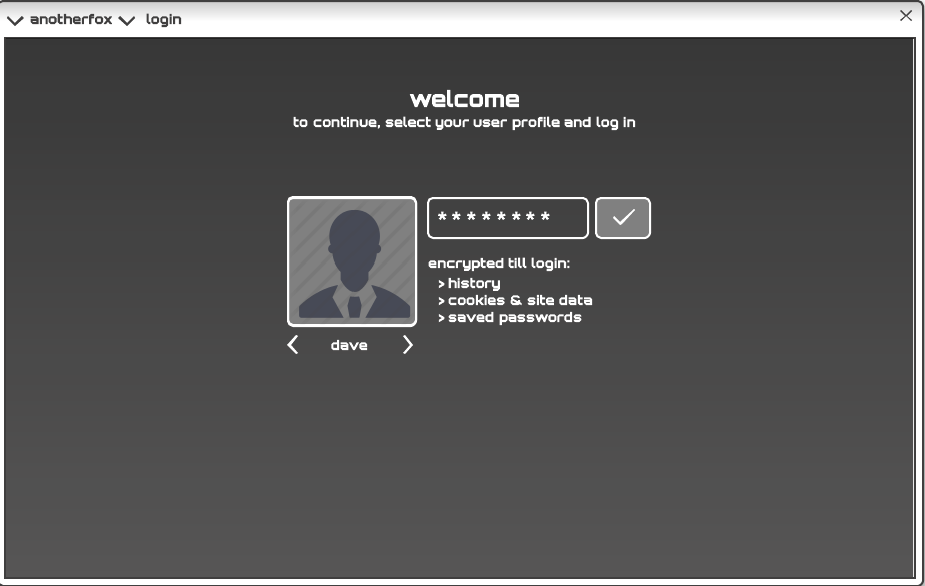 anotherfox login
welcome
to continue, select your user profile and log in
* * * * * * * *
encrypted till login:
> history
> cookies & site data
> saved passwords
dave